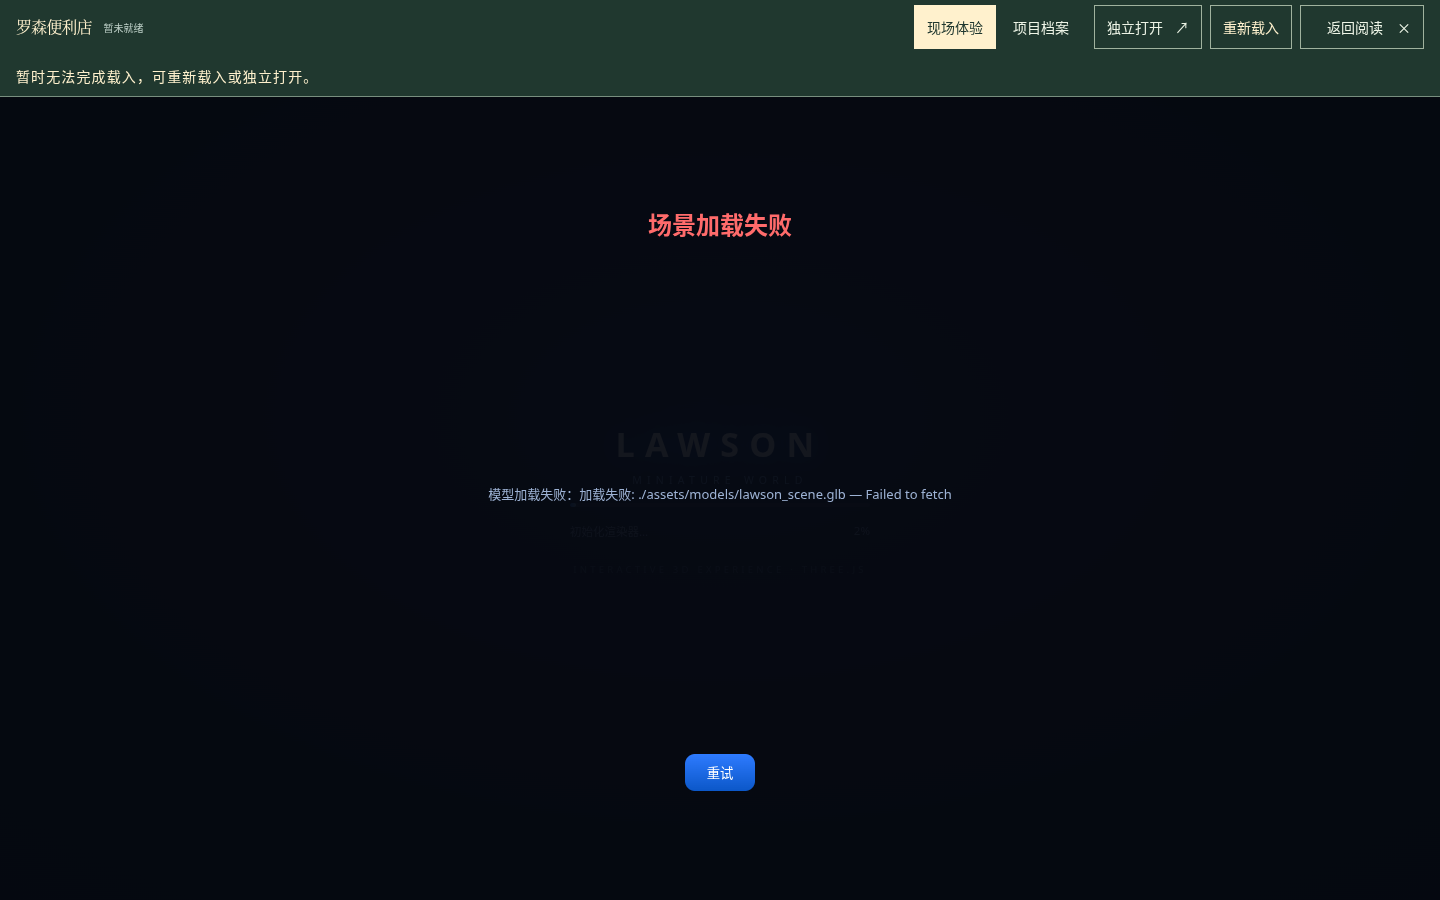 罗森便利店 暂未就绪 现场体验 项目档案 独立打开 ↗ 重新载入 返回阅读 ×
暂时无法完成载入，可重新载入或独立打开。
场景加载失败
LAWSON
MINIATURE WORLD
模型加载失败：加载失败: ./assets/models/lawson_scene.glb — Failed to fetch
重试